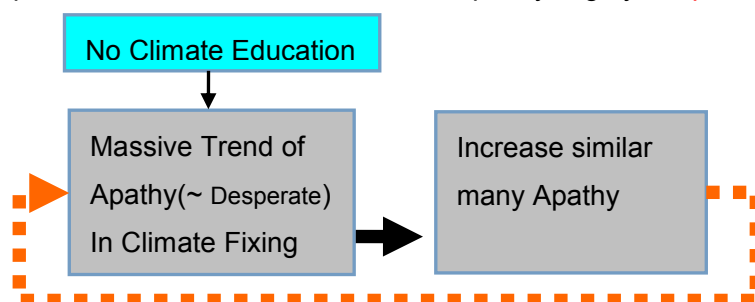 No Climate Education
Massive Trend of
Apathy(~ Desperate)
In Climate Fixing
Increase similar
many Apathy